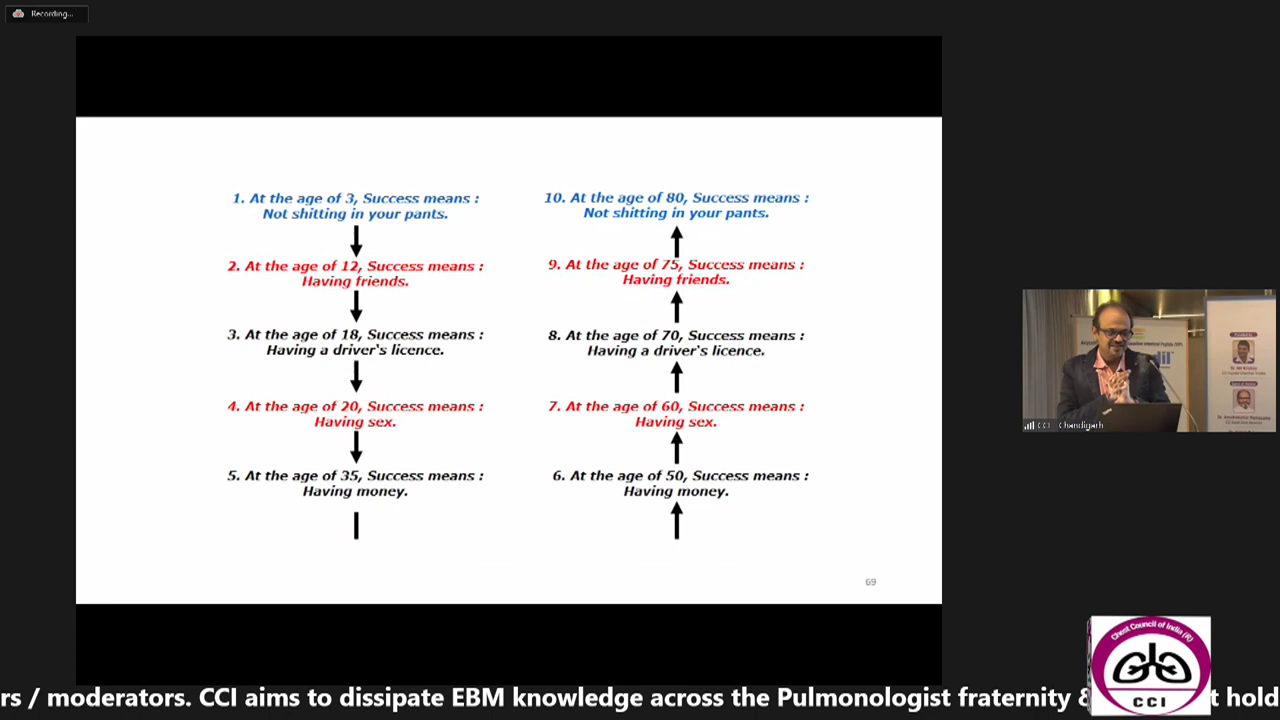 Recording...
1. At the age of 3, Success means :
Not shitting in your pants.
2. At the age of 12, Success means :
Having friends.
3. At the age of 18, Success means :
Having a driver's licence.
4. At the age of 20, Success means :
Having sex.
5. At the age of 35, Success means :
Having money.
10. At the age of 80, Success means :
Not shitting in your pants.
9. At the age of 75, Success means :
Having friends.
8. At the age of 70, Success means :
Having a driver's licence.
7. At the age of 60, Success means :
Having sex.
6. At the age of 50, Success means :
Having money.
69
Chandigarh
Chest Council of India (R)
CCI
rs / moderators. CCI aims to dissipate EBM knowledge across the Pulmonologist fraternity & t hold